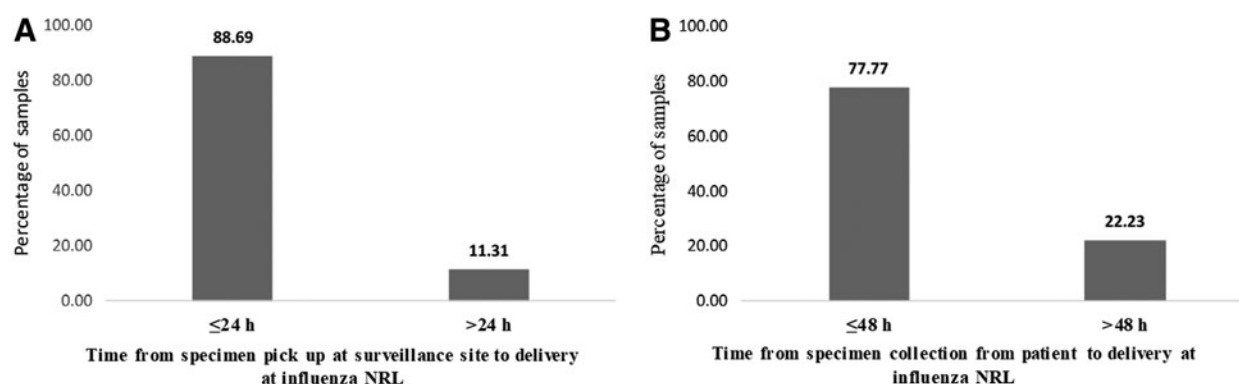 A
Percentage of samples
100.00
80.00
60.00
40.00
20.00
0.00
88.69
11.31
≤24 h
>24 h
Time from specimen pick up at surveillance site to delivery
at influenza NRL
B
Percentage of samples
100.00
80.00
60.00
40.00
20.00
0.00
77.77
22.23
≤48 h
>48 h
Time from specimen collection from patient to delivery at
influenza NRL